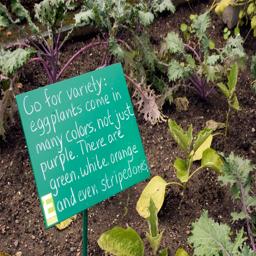 Go for variety:
eggplants come in
many colors, not just
purple. There are
green, white, orange
and even striped ones